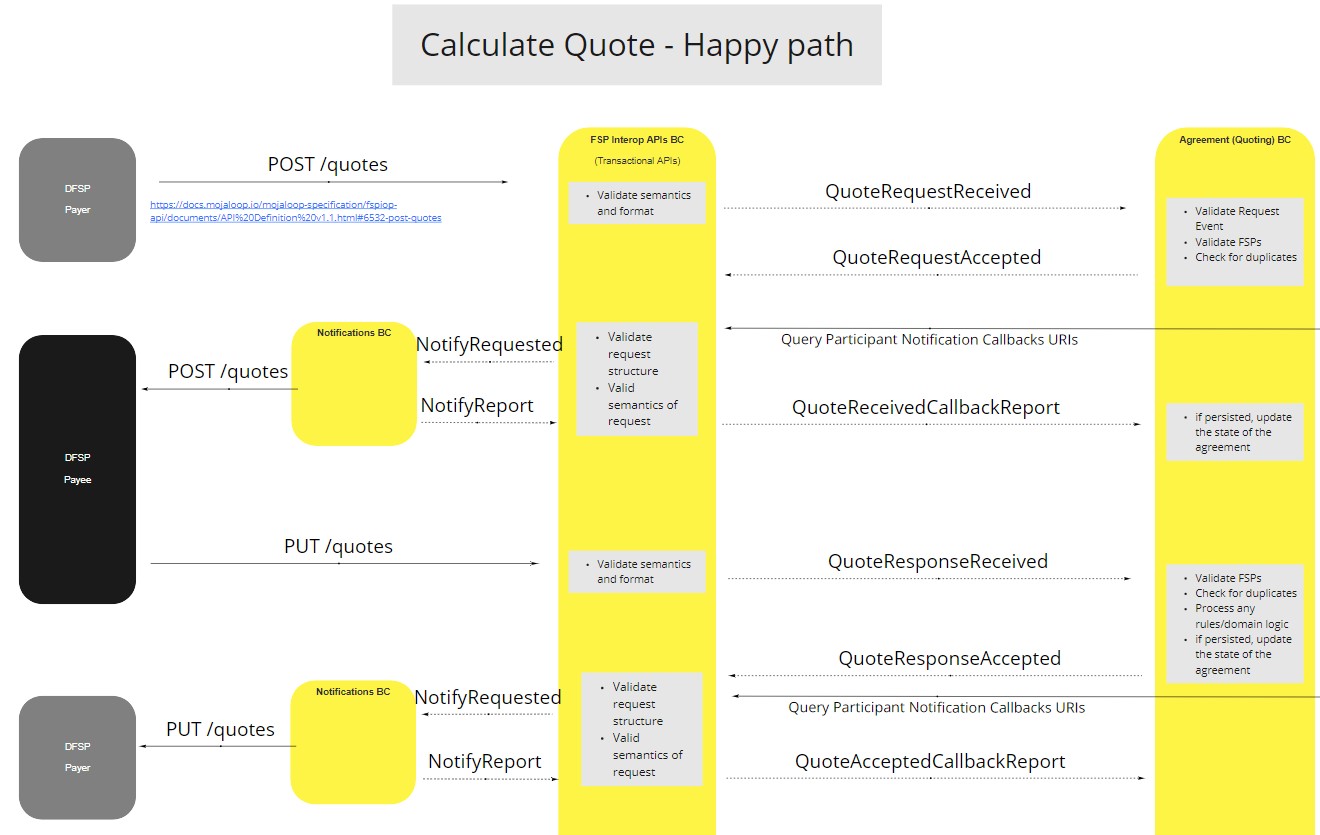 Calculate Quote - Happy path
DFSP
Payer
POST /quotes
https://docs.mojaloop.io/mojaloop-specification/fspiop-
api/documents/API%20Definition%20v1.1.html#6532-post-quotes
FSP Interop APIs BC
(Transactional APIs)
• Validate semantics
and format
QuoteRequestReceived
Agreement (Quoting) BC
• Validate Request
Event
• Validate FSPs
• Check for duplicates
QuoteRequestAccepted
Query Participant Notification Callbacks URIs
• Validate
request
structure
• Valid
semantics of
request
NotifyRequested
Notifications BC
POST /quotes
DFSP
Payee
NotifyReport
QuoteReceivedCallbackReport
• if persisted, update
the state of the
agreement
PUT /quotes
• Validate semantics
and format
QuoteResponseReceived
• Validate FSPs
• Check for duplicates
• Process any
rules/domain logic
• if persisted, update
the state of the
agreement
QuoteResponseAccepted
Query Participant Notification Callbacks URIs
• Validate
request
structure
• Valid
semantics of
request
NotifyRequested
Notifications BC
PUT /quotes
DFSP
Payer
NotifyReport
QuoteAcceptedCallbackReport